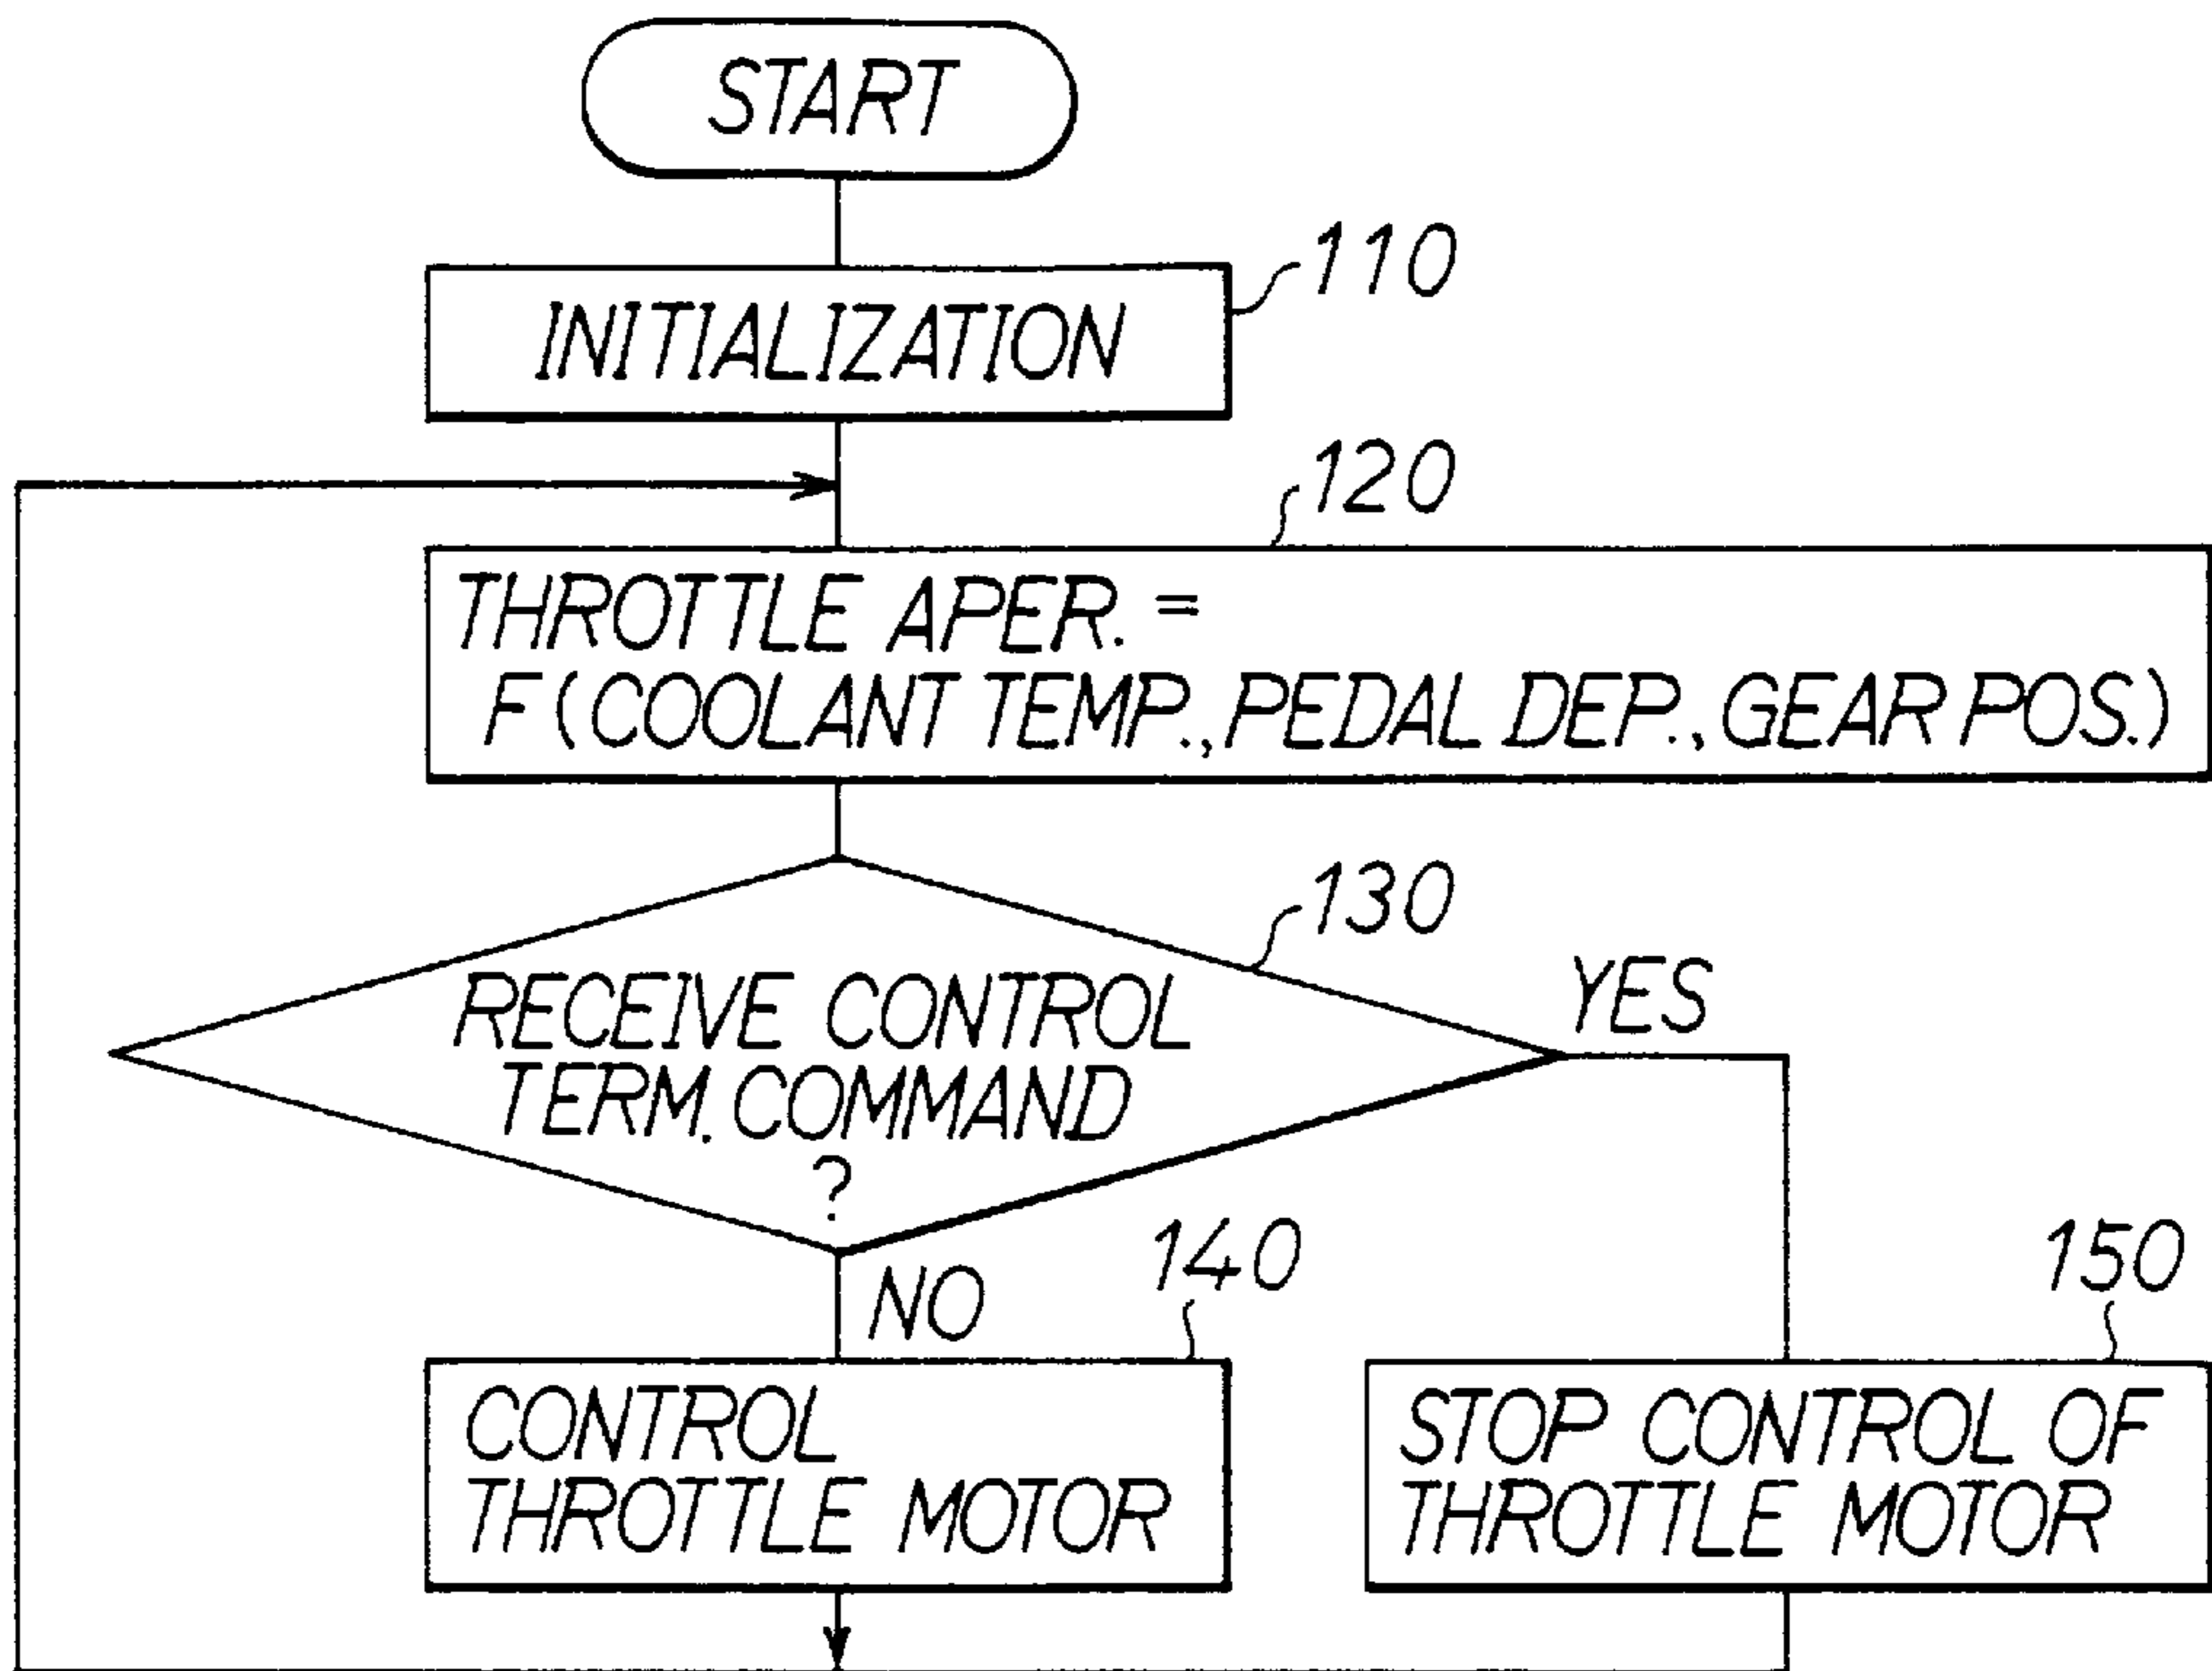 START
110
INITIALIZATION
120
THROTTLE APER. =
F (COOLANT TEMP., PEDAL DEP., GEAR POS.)
130
RECEIVE CONTROL
TERM. COMMAND
?
YES
NO
140
CONTROL
THROTTLE MOTOR
150
STOP CONTROL OF
THROTTLE MOTOR